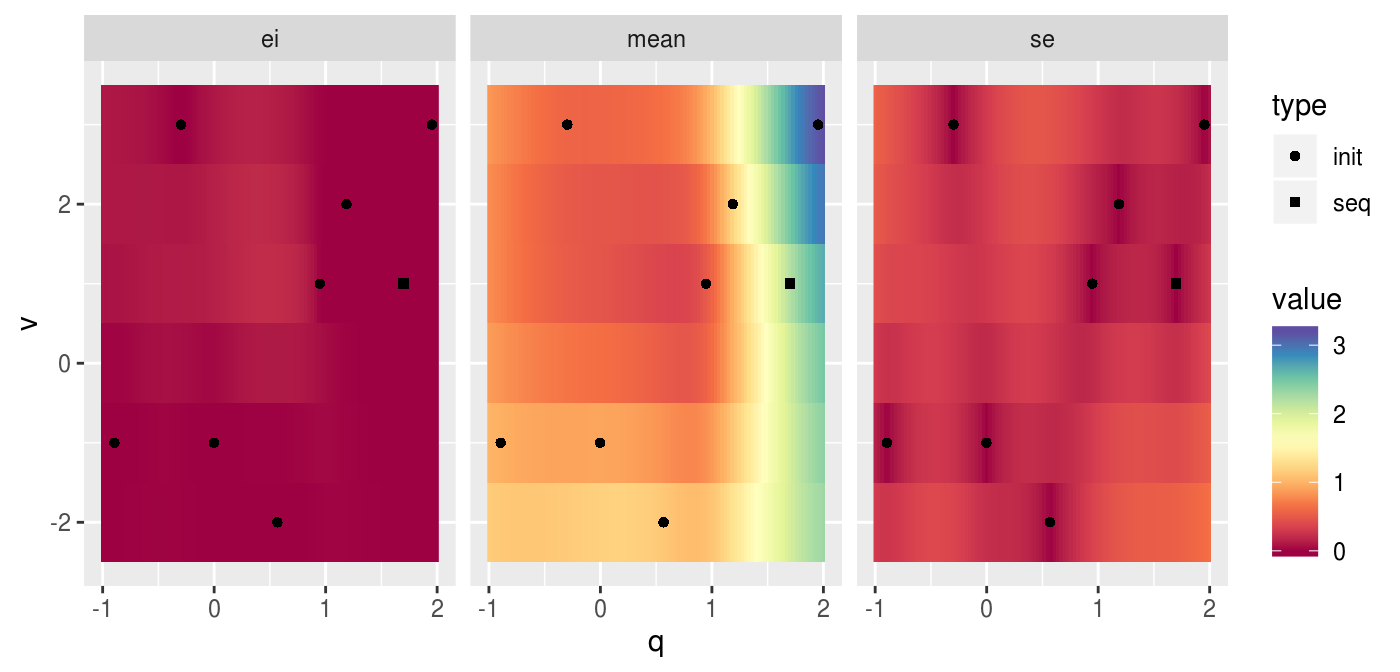 ei mean se
v
2
0
-2
-1 0 1 2 -1 0 1 2 -1 0 1 2
q
type
init
seq
value
3
2
1
0